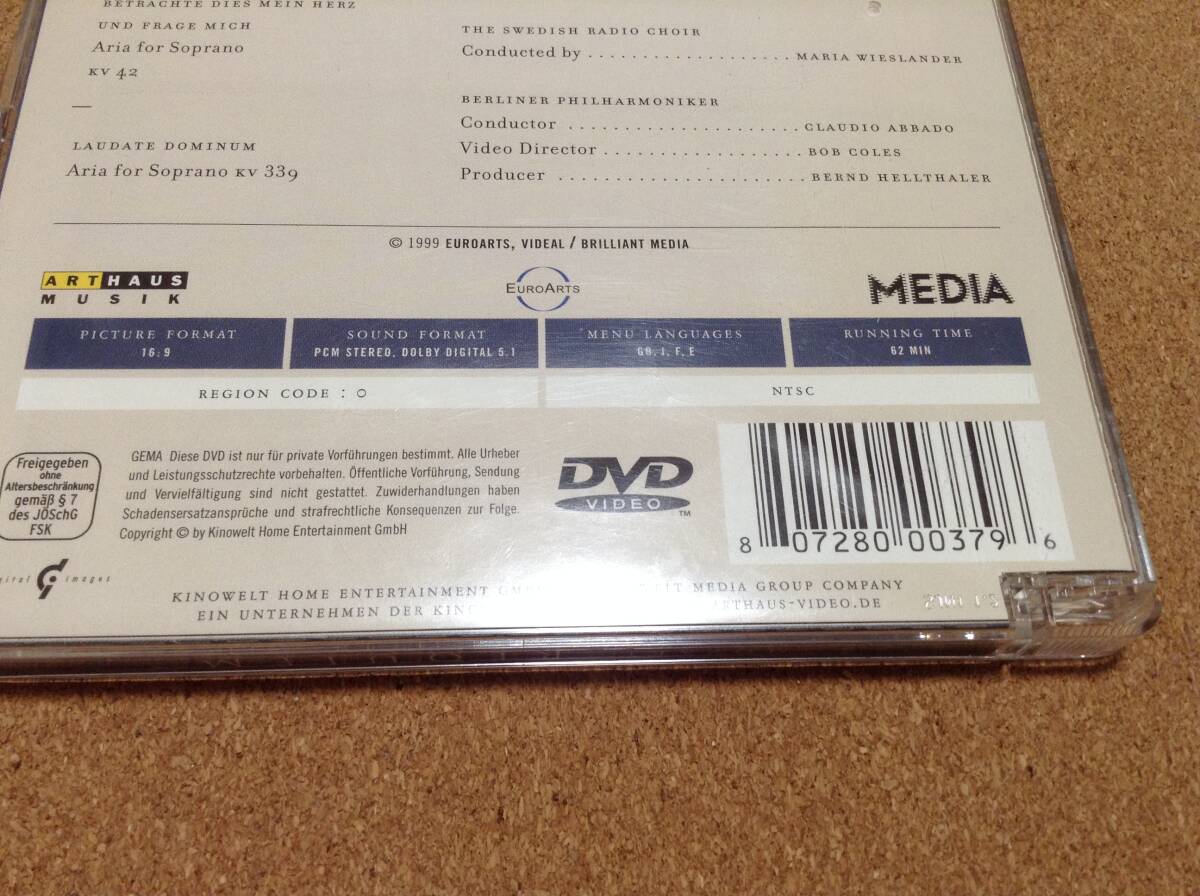 BETRACHTE DIES MEIN HERZ
UND FRAGE MICH
Aria for Soprano
KV 42
—
LAUDATE DOMINUM
Aria for Soprano KV 339
THE SWEDISH RADIO CHOIR
Conducted by . . . . . . . . . . . . . . . . . . . MARIA WIESLANDER
BERLINER PHILHARMONIKER
Conductor . . . . . . . . . . . . . . . . . . . . . CLAUDIO ABBADO
Video Director . . . . . . . . . . . . . . . . . . BOB COLES
Producer . . . . . . . . . . . . . . . . . . . . . . BERND HELLTHALER
© 1999 EUROARTS, VIDEAL / BRILLIANT MEDIA
ARTHAUS
MUSIK
EUROARTS
MEDIA
PICTURE FORMAT
16:9
SOUND FORMAT
PCM STEREO, DOLBY DIGITAL 5.1
MENU LANGUAGES
GB, I, F, E
RUNNING TIME
62 MIN
REGION CODE : 0
NTSC
Freigegeben
ohne
Altersbeschränkung
gemäß § 7
des JÖSchG
FSK
GEMA Diese DVD ist nur für private Vorführungen bestimmt. Alle Urheber
und Leistungsschutzrechte vorbehalten. Öffentliche Vorführung, Sendung
und Vervielfältigung sind nicht gestattet. Zuwiderhandlungen haben
Schadensersatzansprüche und strafrechtliche Konsequenzen zur Folge.
Copyright © by Kinowelt Home Entertainment GmbH
DVD
VIDEO
TM
8 07280 00379 6
images
KINOWELT HOME ENTERTAINMENT MEDIA GROUP COMPANY
EIN UNTERNEHMEN DER ARTHAUS-VIDEO.DE